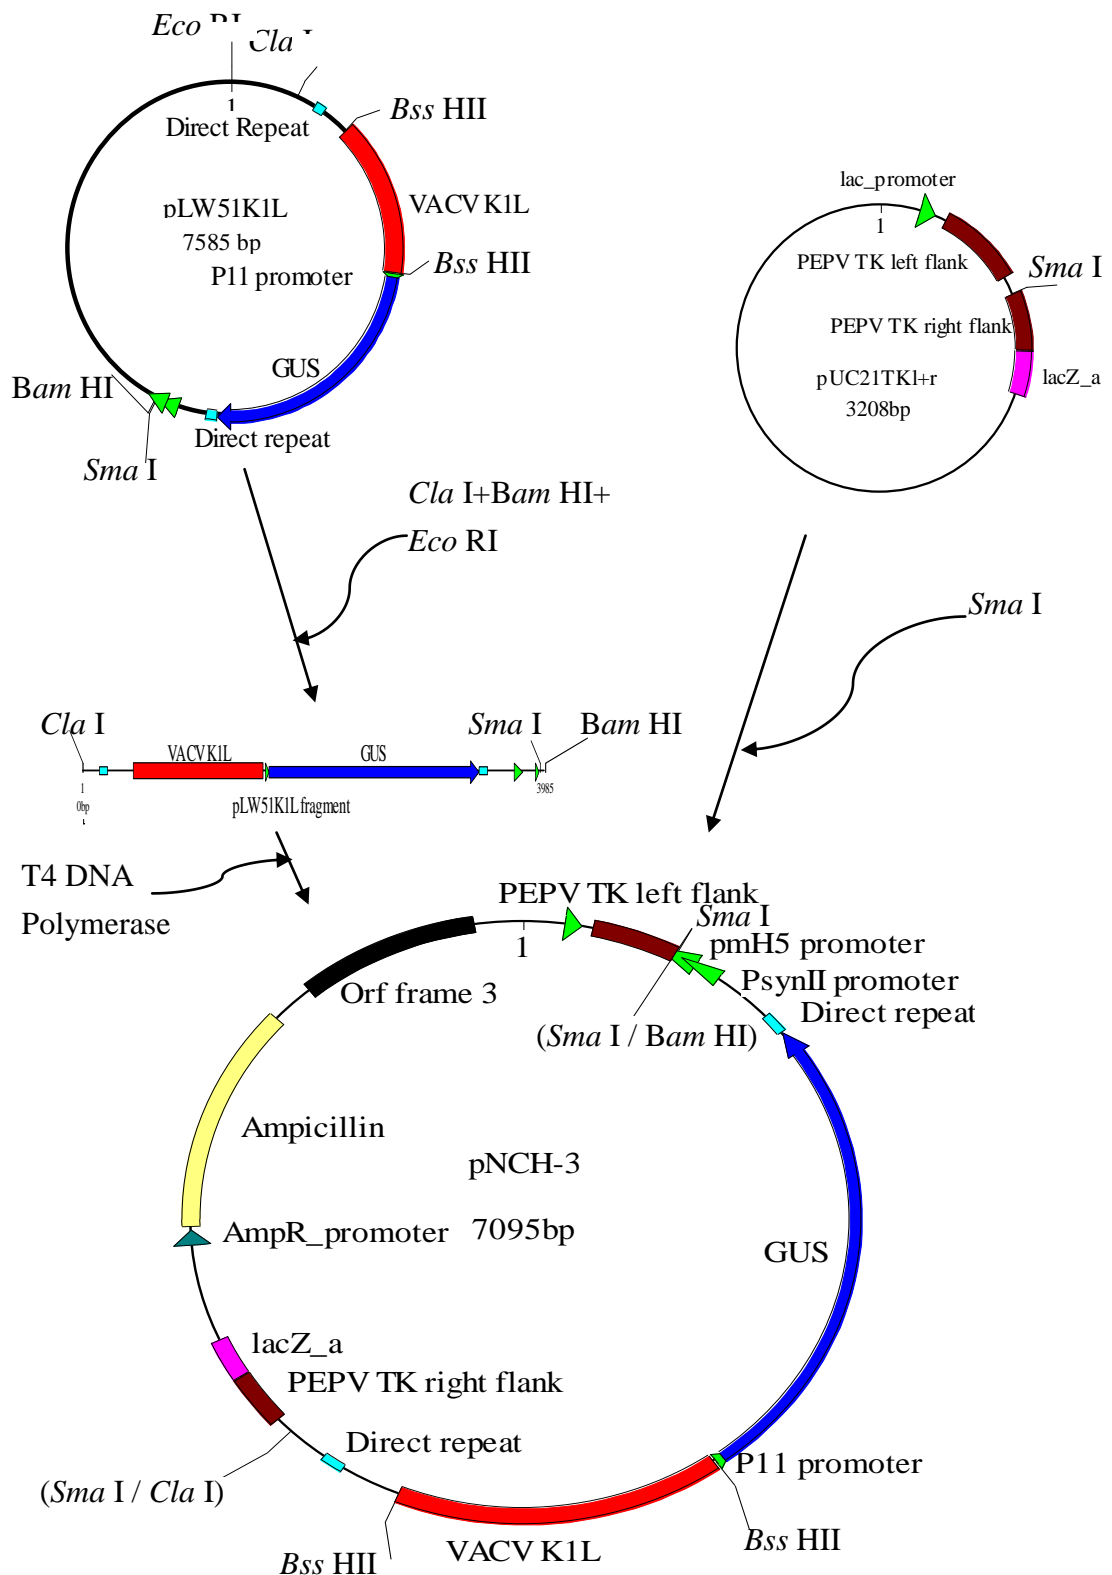 Eco RI
Cla I
1
Direct Repeat
Bss HII
pLW51K1L
7585 bp
VACV K1L
P11 promoter
Bss HII
GUS
Bam HI
Direct repeat
Sma I
lac_promoter
1
PEPV TK left flank
Sma I
PEPV TK right flank
pUC21TKl+r
3208bp
lacZ_a
Cla I+Bam HI+
Eco RI
Sma I
Cla I
Sma I
Bam HI
VACV K1L
GUS
1
0bp
3985
pLW51K1L fragment
T4 DNA
Polymerase
PEPV TK left flank
Sma I
1
pmH5 promoter
PsynII promoter
Orf frame 3
Direct repeat
(Sma I / Bam HI)
Ampicillin
pNCH-3
AmpR_promoter
7095bp
GUS
lacZ_a
PEPV TK right flank
Direct repeat
P11 promoter
(Sma I / Cla I)
Bss HII
VACV K1L
Bss HII